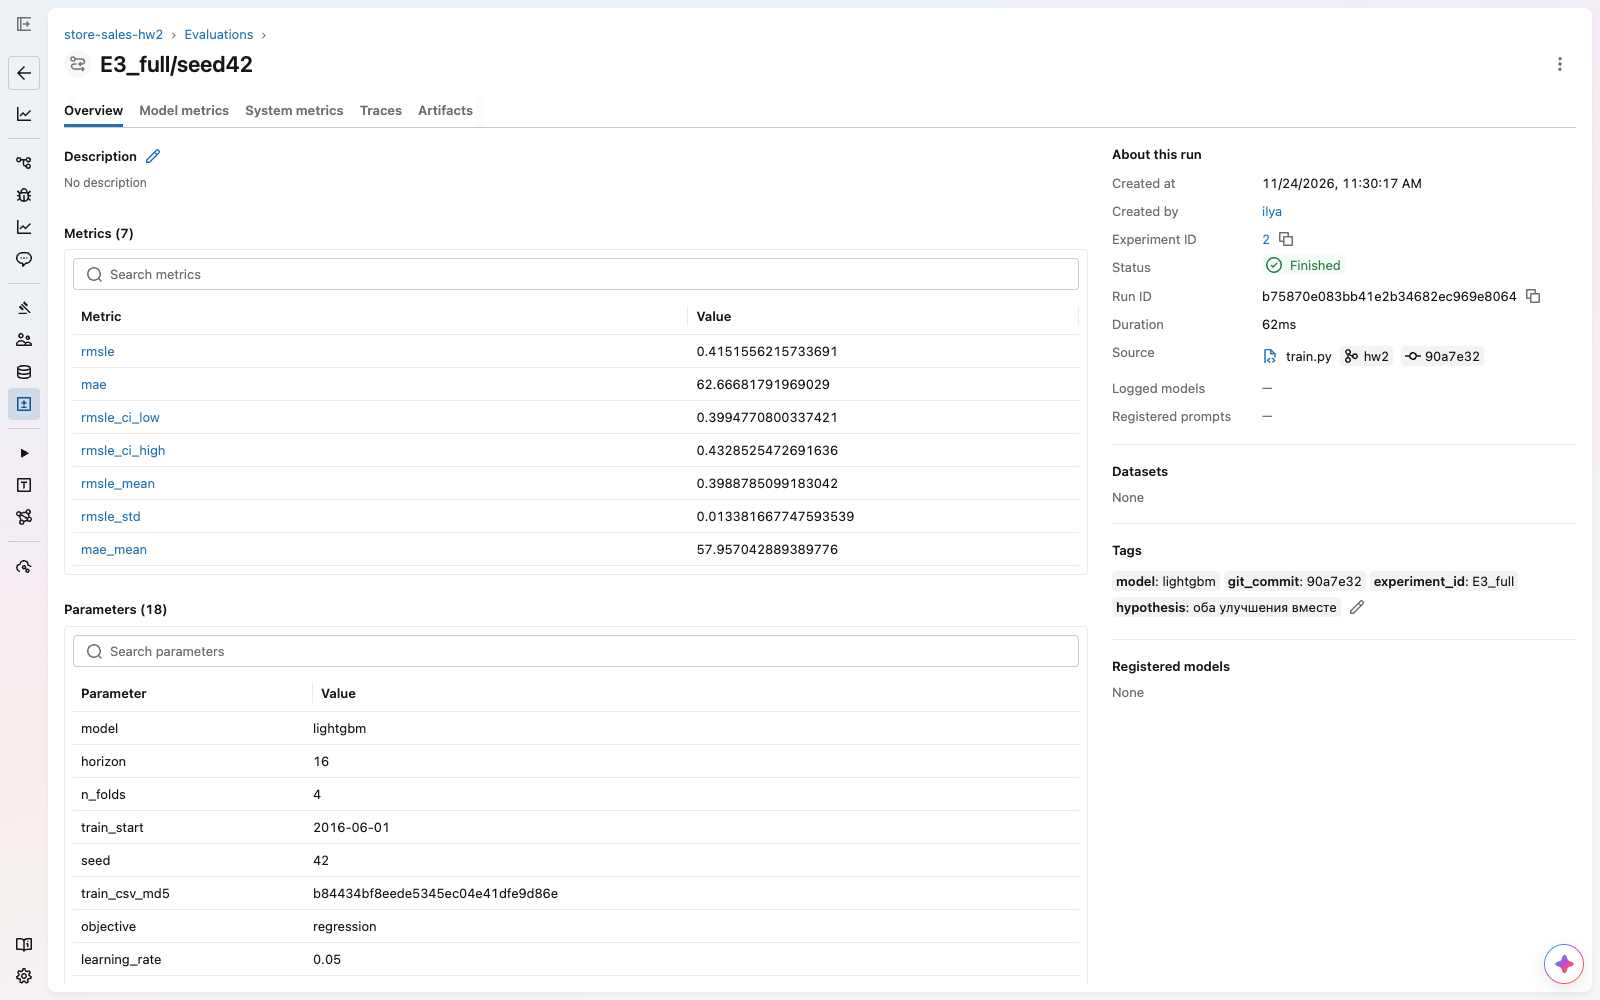 store-sales-hw2 › Evaluations ›
E3_full/seed42
Overview Model metrics System metrics Traces Artifacts
Description
No description
Metrics (7)
Search metrics
Metric Value
rmsle 0.4151556215733691
mae 62.66681791969029
rmsle_ci_low 0.3994770800337421
rmsle_ci_high 0.4328525472691636
rmsle_mean 0.3988785099183042
rmsle_std 0.013381667747593539
mae_mean 57.957042889389776
Parameters (18)
Search parameters
Parameter Value
model lightgbm
horizon 16
n_folds 4
train_start 2016-06-01
seed 42
train_csv_md5 b84434bf8eede5345ec04e41dfe9d86e
objective regression
learning_rate 0.05
About this run
Created at 11/24/2026, 11:30:17 AM
Created by ilya
Experiment ID 2
Status Finished
Run ID b75870e083bb41e2b34682ec969e8064
Duration 62ms
Source train.py hw2 90a7e32
Logged models —
Registered prompts —
Datasets
None
Tags
model: lightgbm git_commit: 90a7e32 experiment_id: E3_full
hypothesis: оба улучшения вместе
Registered models
None